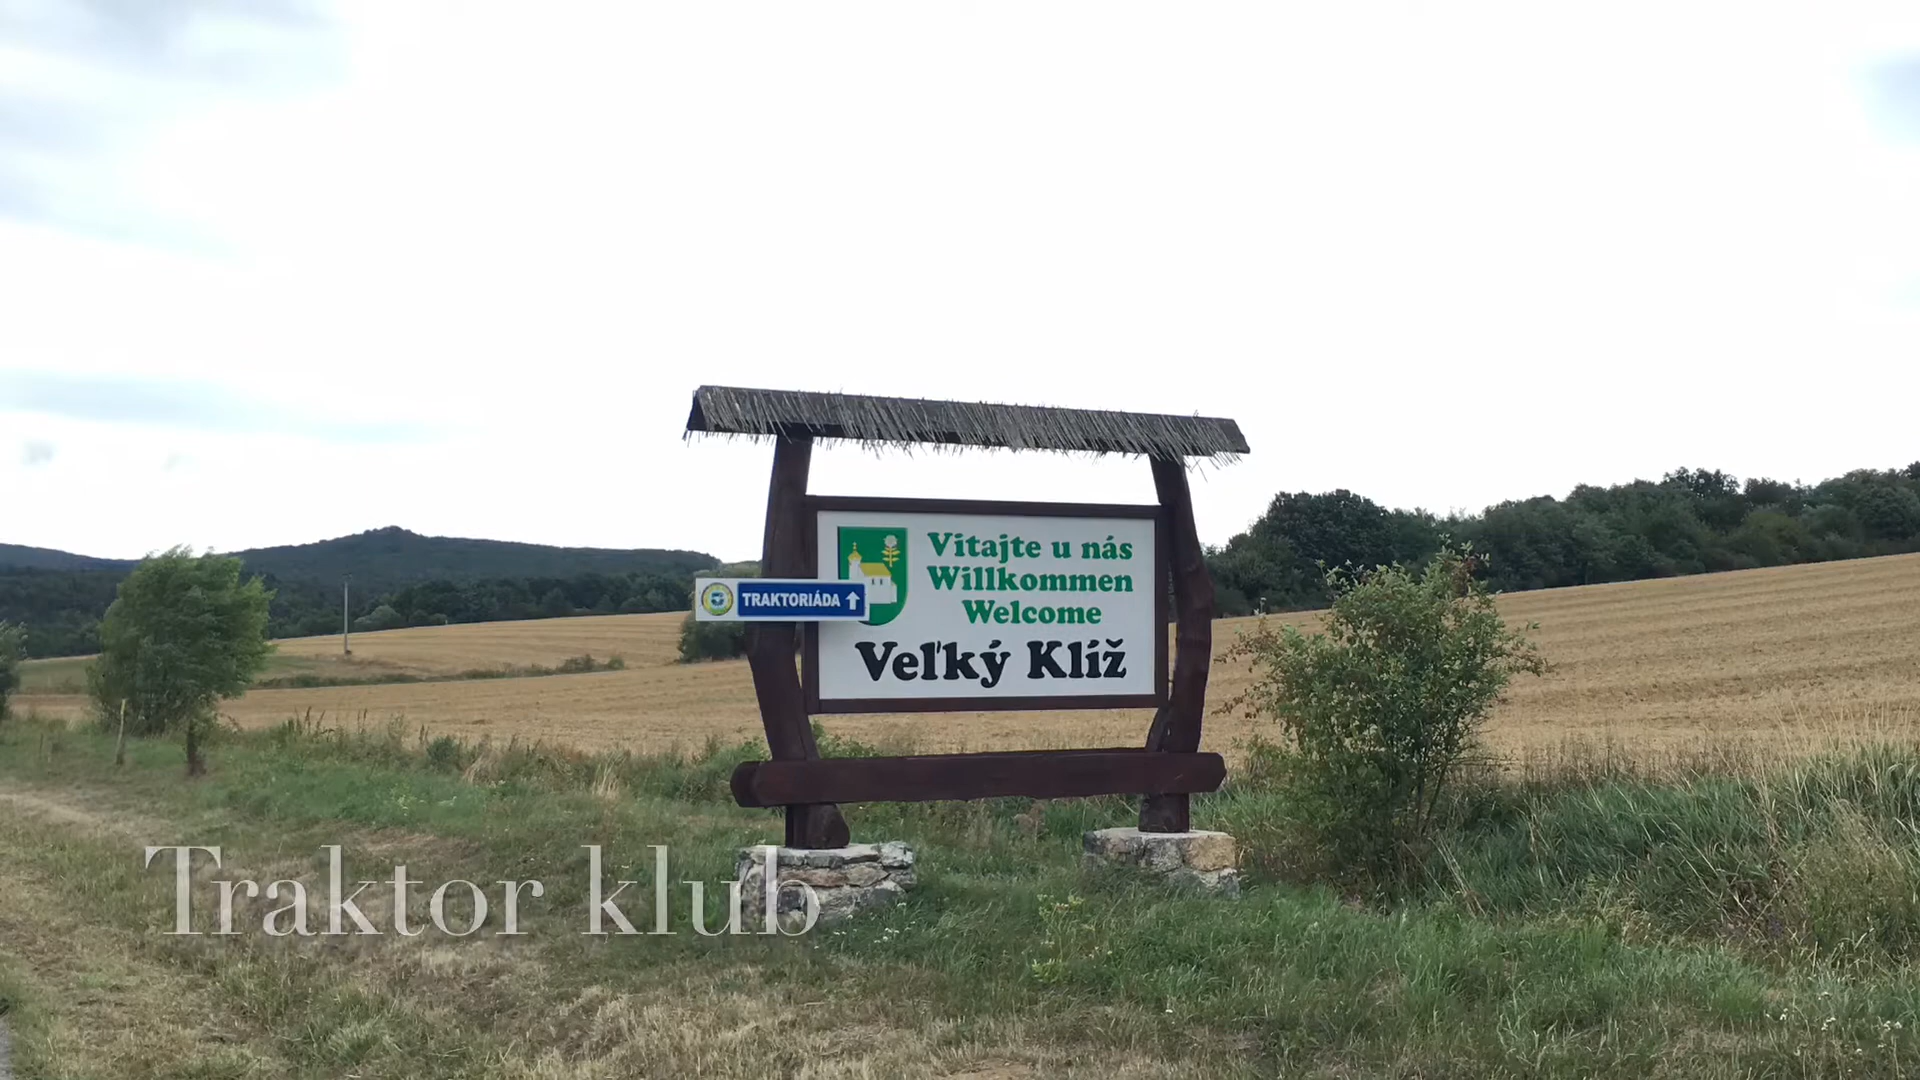 Vitajte u nás
Willkommen
Welcome
TRAKTORIÁDA
Veľký Klíž
Traktor klub